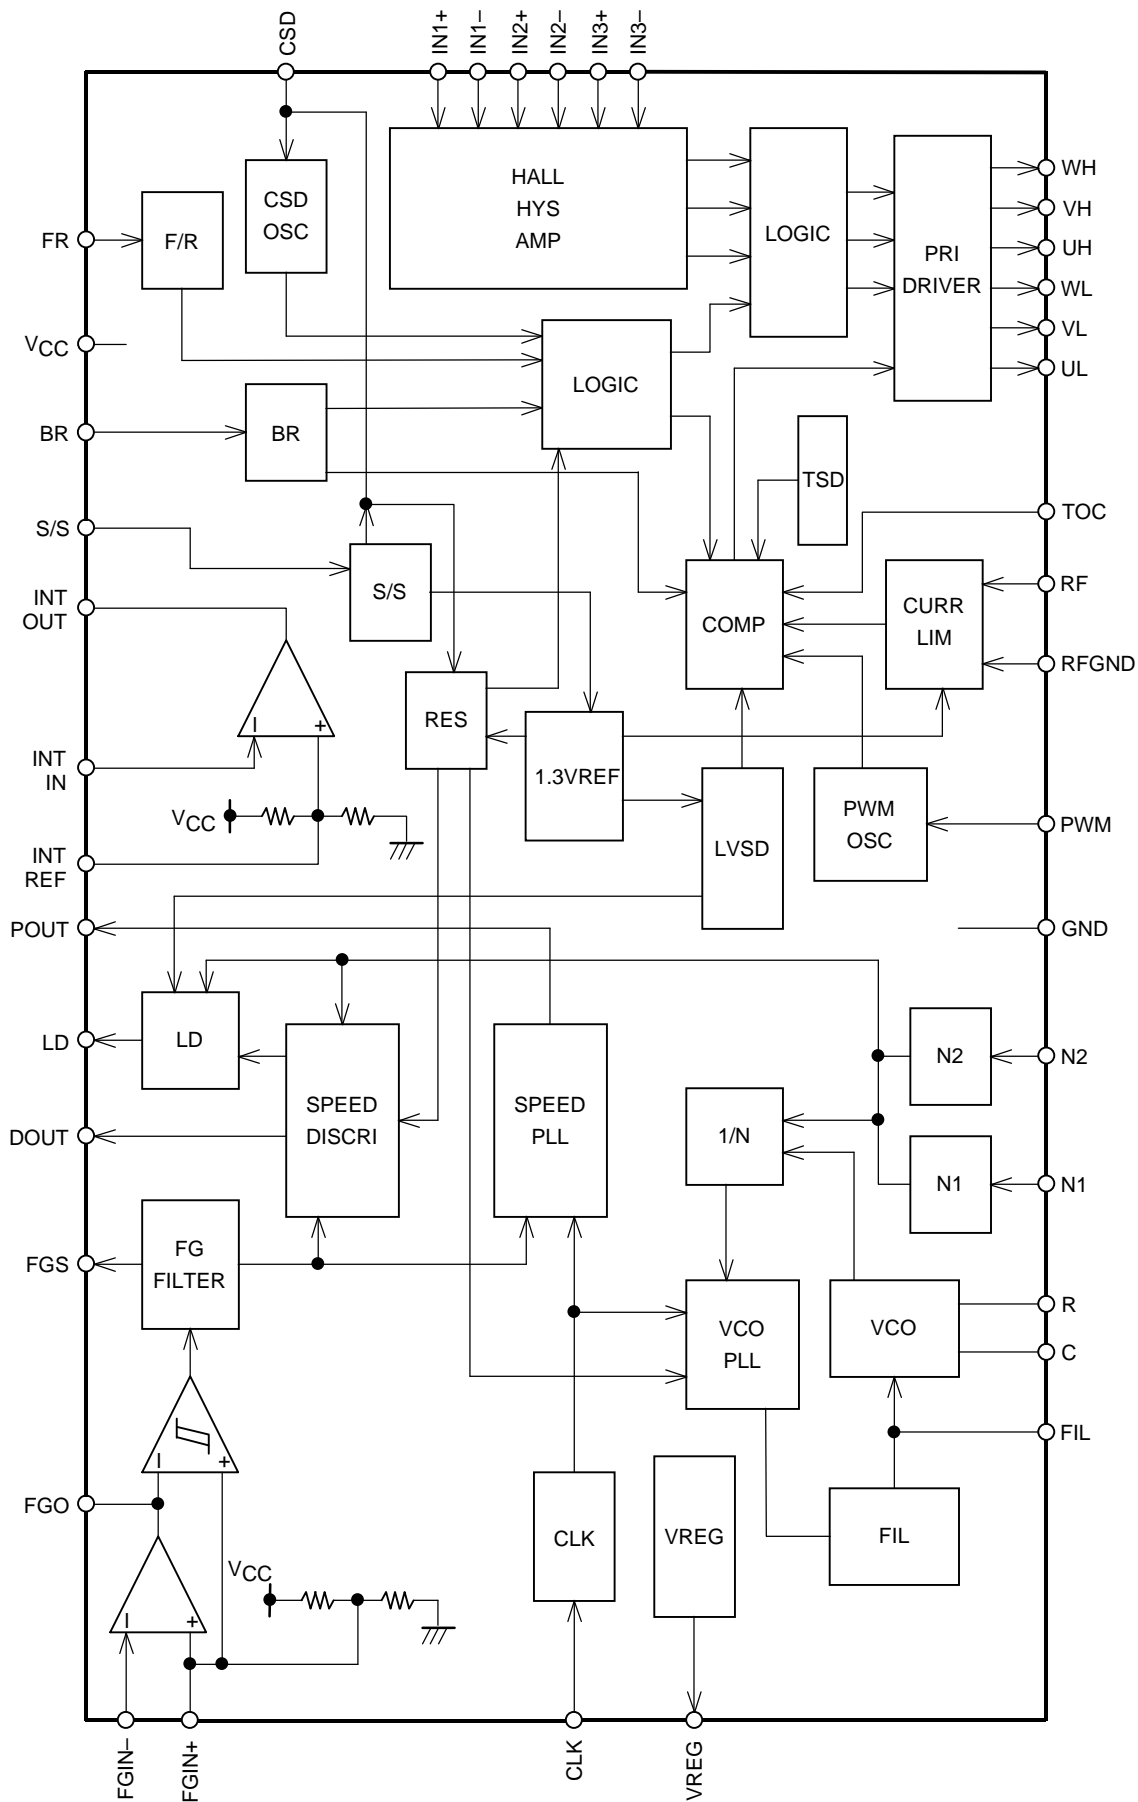 CSD
IN1+
IN1–
IN2+
IN2–
IN3+
IN3–
HALL
HYS
AMP
CSD
OSC
LOGIC
PRI
DRIVER
WH
VH
UH
WL
VL
UL
FR
F/R
VCC
LOGIC
BR
BR
TSD
TOC
S/S
S/S
INT
OUT
COMP
CURR
LIM
RF
RFGND
– +
RES
1.3VREF
INT
IN
VCC
LVSD
PWM
OSC
PWM
INT
REF
POUT
GND
LD
LD
SPEED
DISCRI
SPEED
PLL
N2
N2
DOUT
1/N
N1
N1
FGS
FG
FILTER
VCO
PLL
VCO
R
C
FIL
– +
FGO
CLK
VREG
FIL
VCC
– +
FGIN–
FGIN+
CLK
VREG